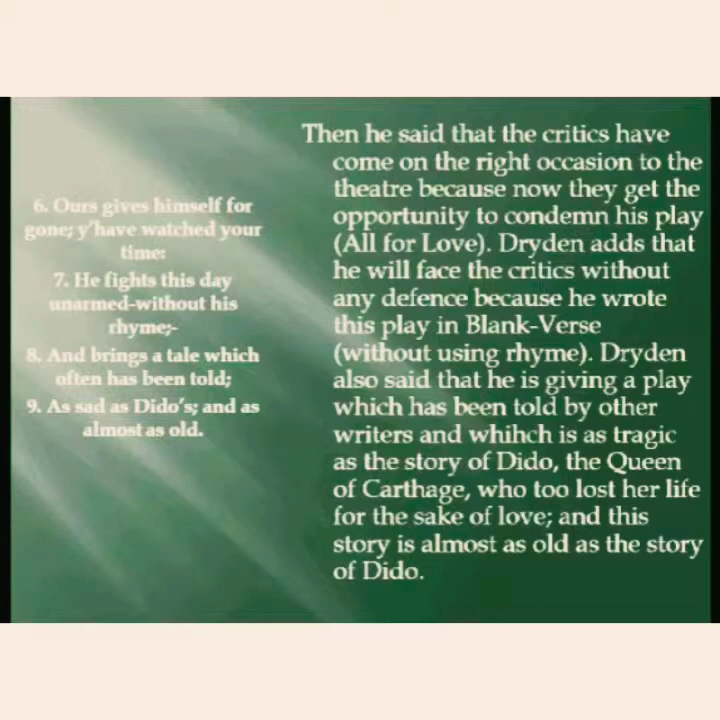 6. Ours gives himself for
gone; y'have watched your
time:
7. He fights this day
unarmed-without his
rhyme;-
8. And brings a tale which
often has been told;
9. As sad as Dido's; and as
almost as old.
Then he said that the critics have
come on the right occasion to the
theatre because now they get the
opportunity to condemn his play
(All for Love). Dryden adds that
he will face the critics without
any defence because he wrote
this play in Blank-Verse
(without using rhyme). Dryden
also said that he is giving a play
which has been told by other
writers and whihch is as tragic
as the story of Dido, the Queen
of Carthage, who too lost her life
for the sake of love; and this
story is almost as old as the story
of Dido.